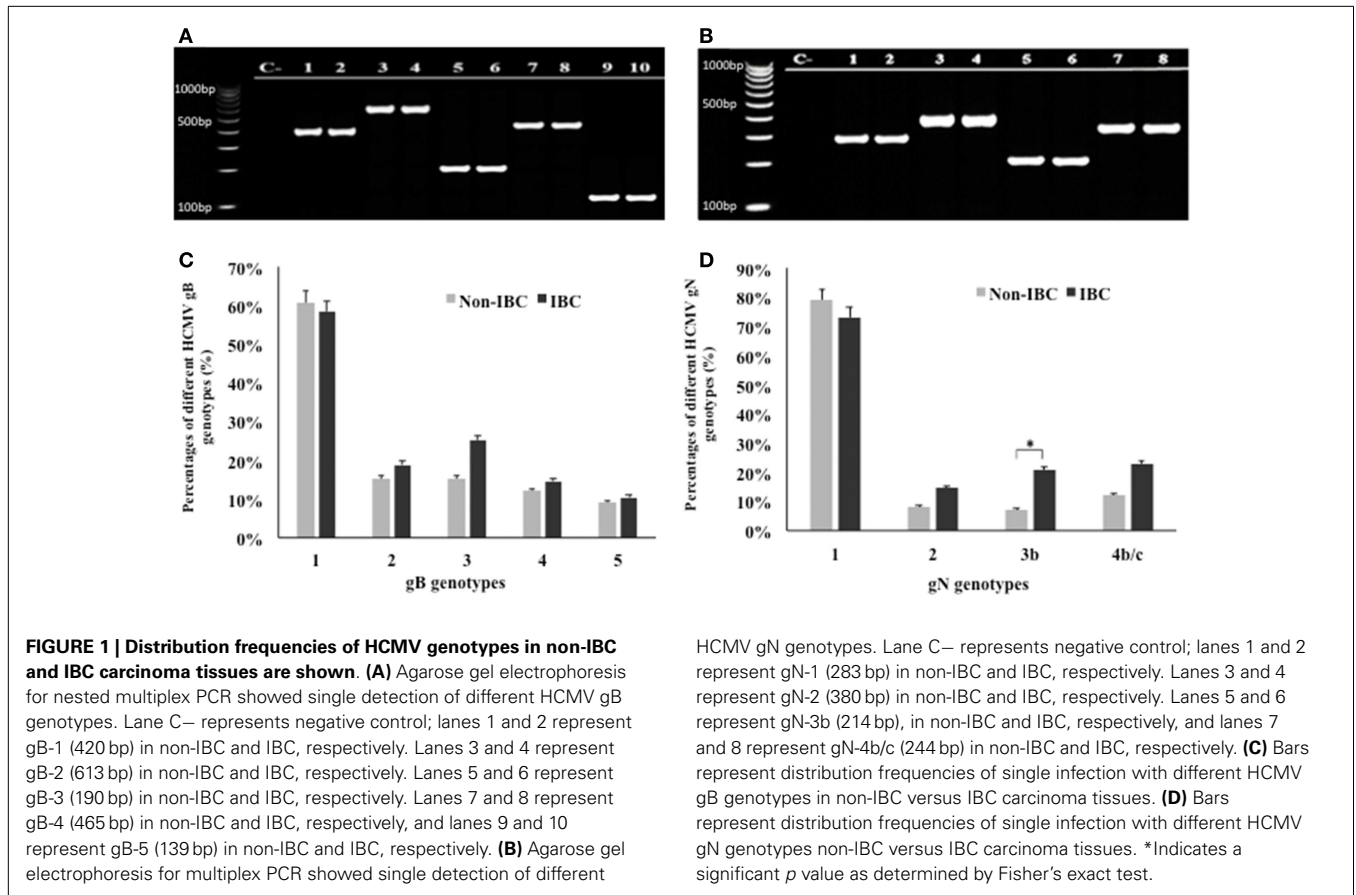 A
C- 1 2 3 4 5 6 7 8 9 10
1000bp
500bp
100bp
B
C- 1 2 3 4 5 6 7 8
1000bp
500bp
100bp
C
Percentages of different HCMV gB
genotypes (%)
70%
60%
50%
40%
30%
20%
10%
0%
Non-IBC IBC
1 2 3 4 5
gB genotypes
D
Percentages of different HCMV gN
genotypes (%)
90%
80%
70%
60%
50%
40%
30%
20%
10%
0%
Non-IBC IBC
*
1 2 3b 4b/c
gN genotypes
FIGURE 1 | Distribution frequencies of HCMV genotypes in non-IBC
and IBC carcinoma tissues are shown. (A) Agarose gel electrophoresis
for nested multiplex PCR showed single detection of different HCMV gB
genotypes. Lane C− represents negative control; lanes 1 and 2 represent
gB-1 (420 bp) in non-IBC and IBC, respectively. Lanes 3 and 4 represent
gB-2 (613 bp) in non-IBC and IBC, respectively. Lanes 5 and 6 represent
gB-3 (190 bp) in non-IBC and IBC, respectively. Lanes 7 and 8 represent
gB-4 (465 bp) in non-IBC and IBC, respectively, and lanes 9 and 10
represent gB-5 (139 bp) in non-IBC and IBC, respectively. (B) Agarose gel
electrophoresis for multiplex PCR showed single detection of different
HCMV gN genotypes. Lane C− represents negative control; lanes 1 and 2
represent gN-1 (283 bp) in non-IBC and IBC, respectively. Lanes 3 and 4
represent gN-2 (380 bp) in non-IBC and IBC, respectively. Lanes 5 and 6
represent gN-3b (214 bp), in non-IBC and IBC, respectively, and lanes 7
and 8 represent gN-4b/c (244 bp) in non-IBC and IBC, respectively. (C) Bars
represent distribution frequencies of single infection with different HCMV
gB genotypes in non-IBC versus IBC carcinoma tissues. (D) Bars
represent distribution frequencies of single infection with different HCMV
gN genotypes non-IBC versus IBC carcinoma tissues. *Indicates a
significant p value as determined by Fisher's exact test.